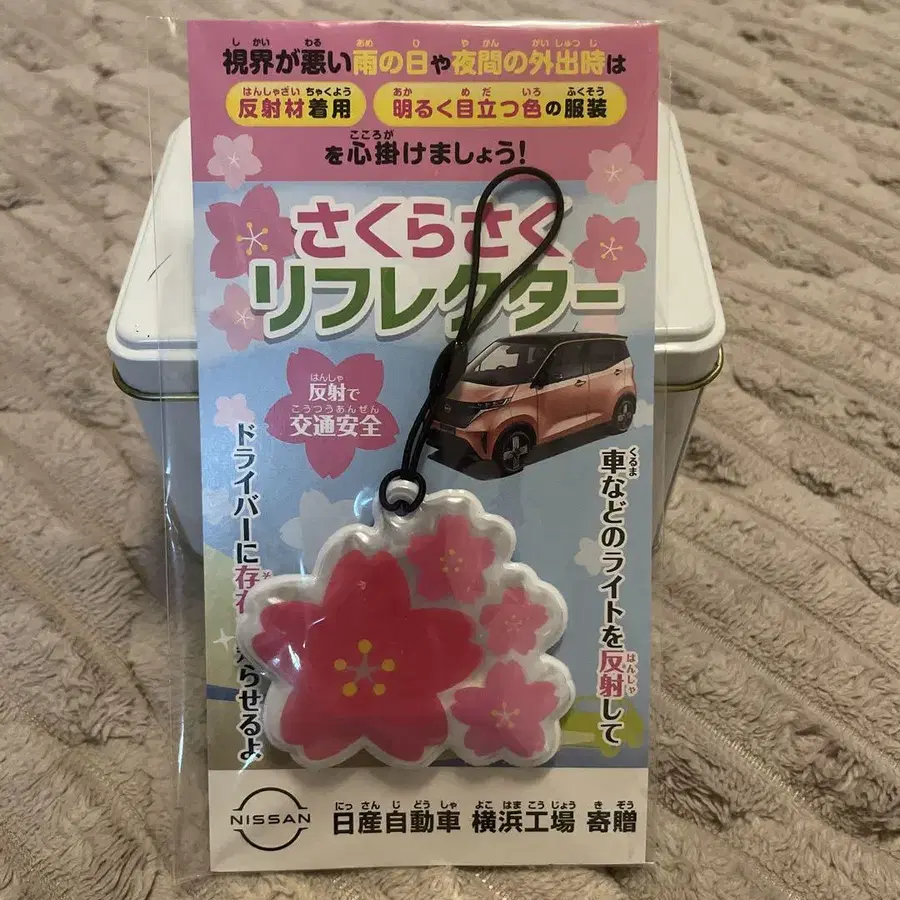 視界が悪い雨の日や夜間の外出時は
反射材着用 明るく目立つ色の服装
を心掛けましょう!
さくらさく
リフレクター
反射で
交通安全
車などのライトを反射して
ドライバーに存
らせるよ
NISSAN
日産自動車 横浜工場 寄贈